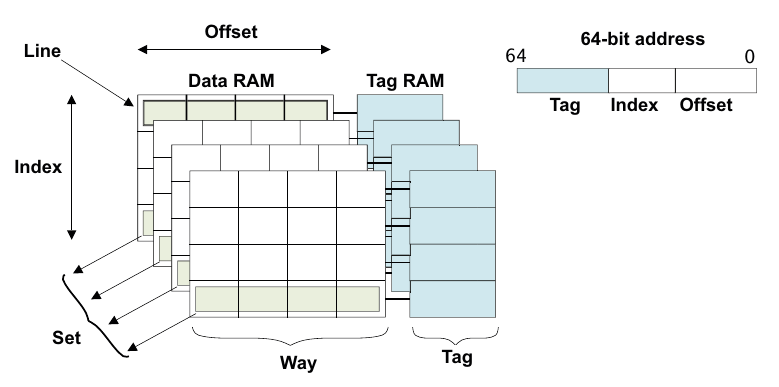 Offset
64-bit address
Line
64
0
Data RAM
Tag RAM
Tag
Index
Offset
Index
Set
Way
Tag